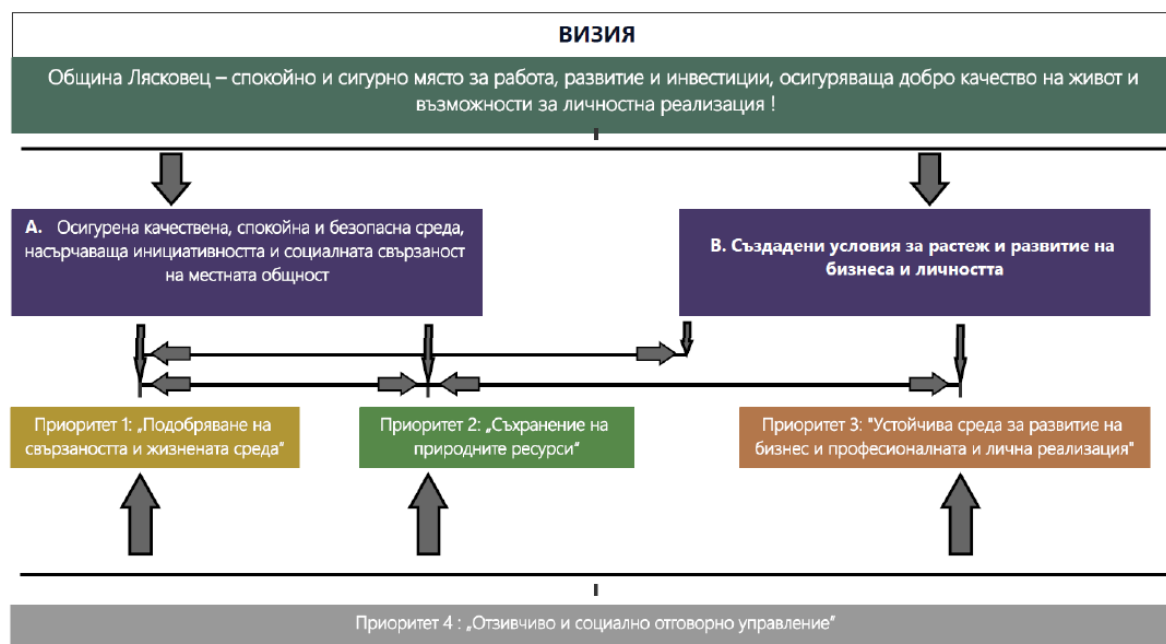 ВИЗИЯ
Община Лясковец – спокойно и сигурно място за работа, развитие и инвестиции, осигуряваща добро качество на живот и
възможности за личностна реализация !
A. Осигурена качествена, спокойна и безопасна среда,
насърчаваща инициативността и социалната свързаност
на местната общност
B. Създадени условия за растеж и развитие на
бизнеса и личността
Приоритет 1: „Подобряване на
свързаността и жизнената среда“
Приоритет 2: „Съхранение на
природните ресурси“
Приоритет 3: "Устойчива среда за развитие на
бизнес и професионалната и лична реализация"
Приоритет 4 : „Отзивчиво и социално отговорно управление“